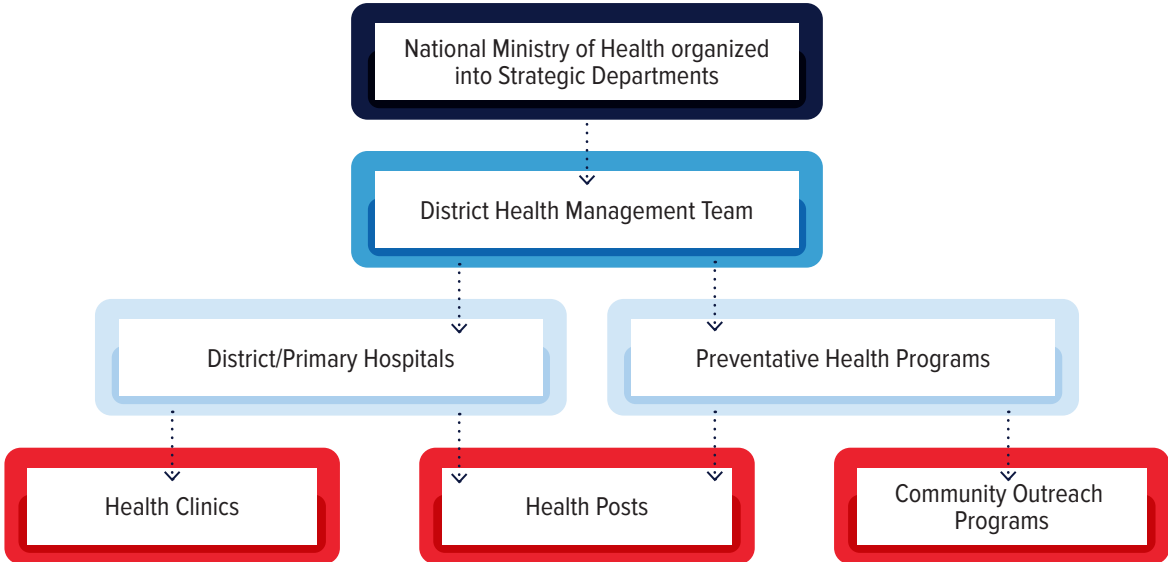 National Ministry of Health organized
into Strategic Departments
District Health Management Team
District/Primary Hospitals
Preventative Health Programs
Health Clinics
Health Posts
Community Outreach
Programs